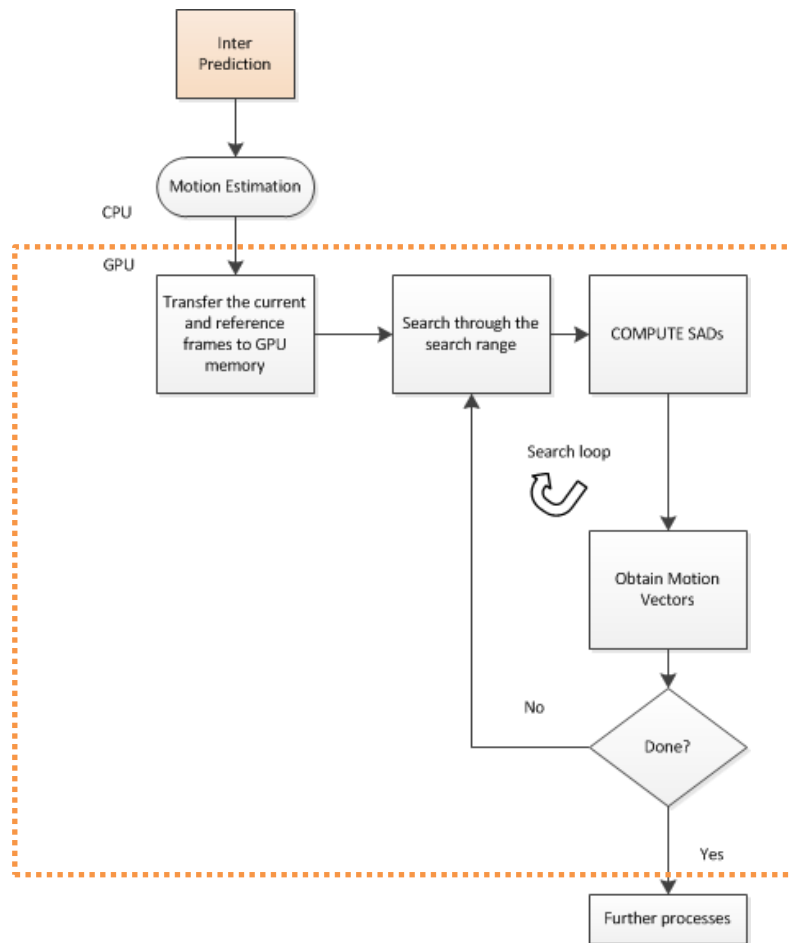 Inter
Prediction
Motion Estimation
CPU
GPU
Transfer the current
and reference
frames to GPU
memory
Search through the
search range
COMPUTE SADs
Search loop
Obtain Motion
Vectors
No
Done?
Yes
Further processes